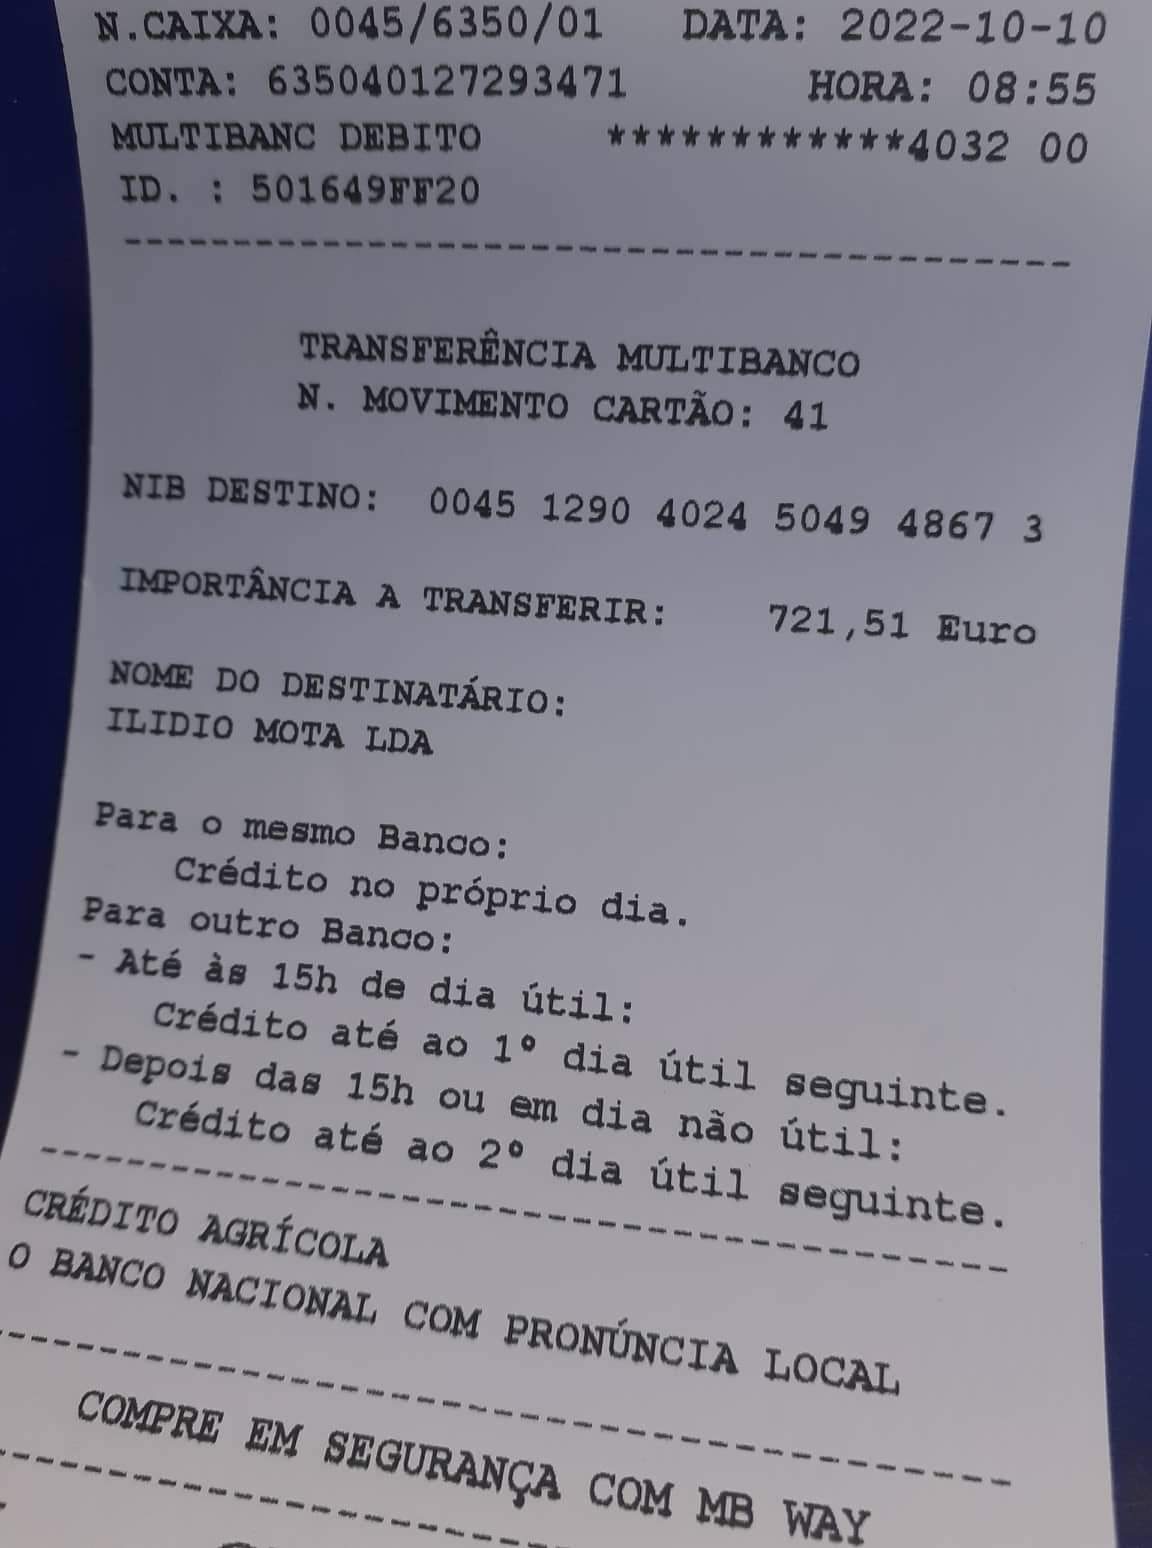 N.CAIXA: 0045/6350/01 DATA: 2022-10-10
CONTA: 635040127293471 HORA: 08:55
MULTIBANC DEBITO ************4032 00
ID. : 501649FF20
TRANSFERÊNCIA MULTIBANCO
N. MOVIMENTO CARTÃO: 41
NIB DESTINO: 0045 1290 4024 5049 4867 3
IMPORTÂNCIA A TRANSFERIR: 721,51 Euro
NOME DO DESTINATÁRIO:
ILIDIO MOTA LDA
Para o mesmo Banco:
Crédito no próprio dia.
Para outro Banco:
- Até às 15h de dia útil:
Crédito até ao 1º dia útil seguinte.
- Depois das 15h ou em dia não útil:
Crédito até ao 2º dia útil seguinte.
CRÉDITO AGRÍCOLA
O BANCO NACIONAL COM PRONÚNCIA LOCAL
COMPRE EM SEGURANÇA COM MB WAY